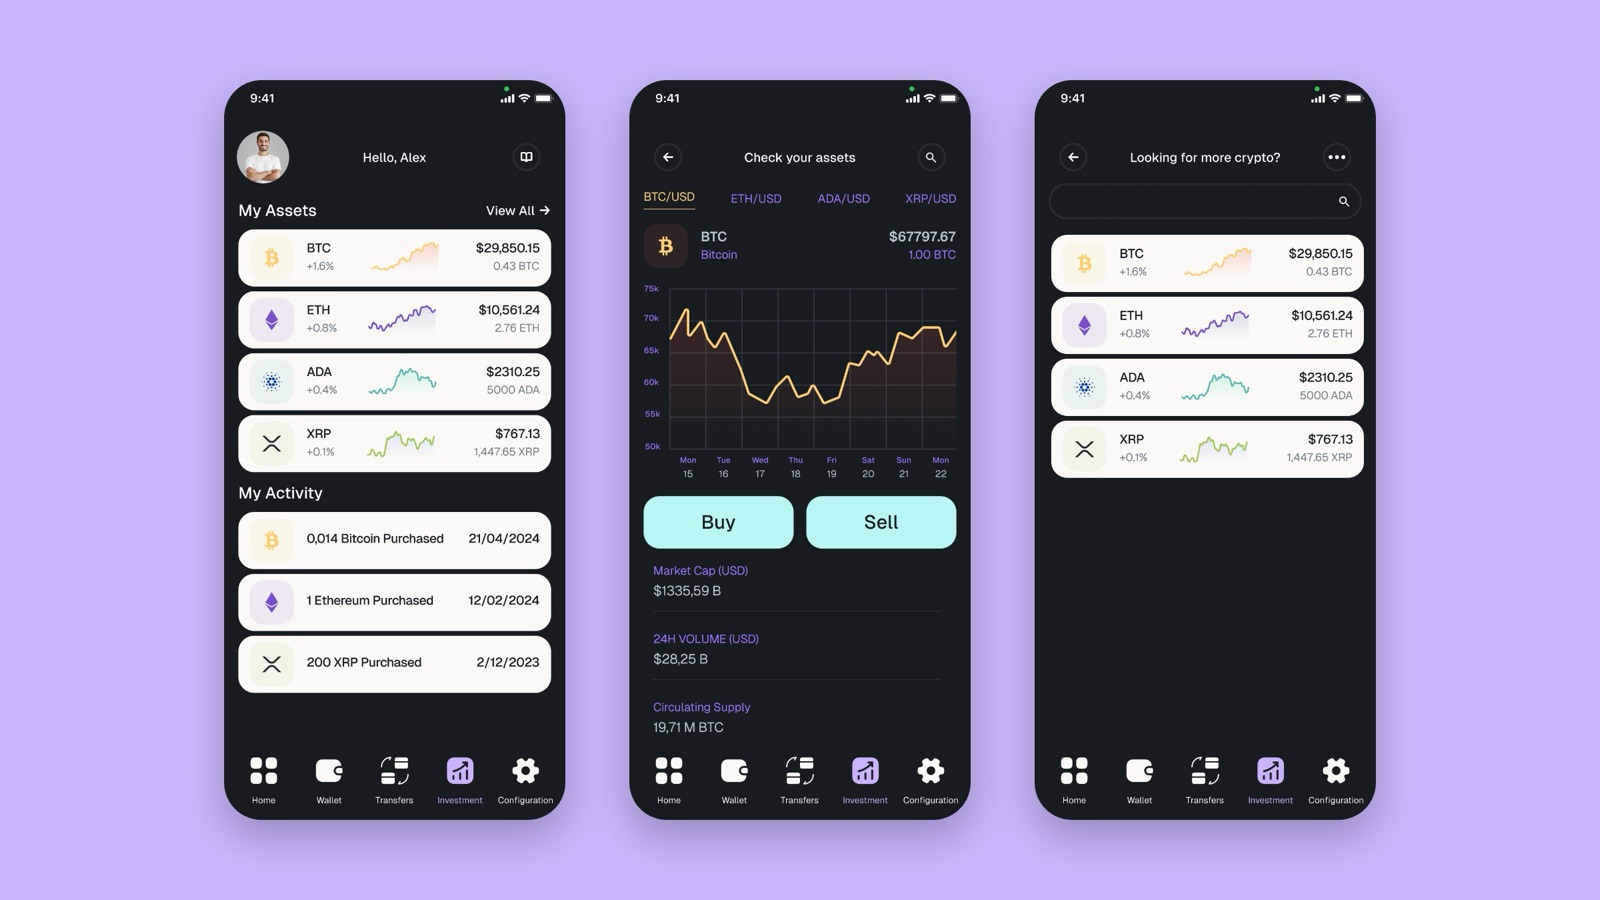 9:41
Hello, Alex
My Assets
View All →
BTC
+1.6%
$29,850.15
0.43 BTC
ETH
+0.8%
$10,561.24
2.76 ETH
ADA
+0.4%
$2310.25
5000 ADA
XRP
+0.1%
$767.13
1,447.65 XRP
My Activity
0,014 Bitcoin Purchased 21/04/2024
1 Ethereum Purchased 12/02/2024
200 XRP Purchased 2/12/2023
Home Wallet Transfers Investment Configuration
9:41
Check your assets
BTC/USD ETH/USD ADA/USD XRP/USD
BTC
Bitcoin
$67797.67
1.00 BTC
75k
70k
65k
60k
55k
50k
Mon Tue Wed Thu Fri Sat Sun Mon
15 16 17 18 19 20 21 22
Buy Sell
Market Cap (USD)
$1335,59 B
24H VOLUME (USD)
$28,25 B
Circulating Supply
19,71 M BTC
Home Wallet Transfers Investment Configuration
9:41
Looking for more crypto?
BTC
+1.6%
$29,850.15
0.43 BTC
ETH
+0.8%
$10,561.24
2.76 ETH
ADA
+0.4%
$2310.25
5000 ADA
XRP
+0.1%
$767.13
1,447.65 XRP
Home Wallet Transfers Investment Configuration